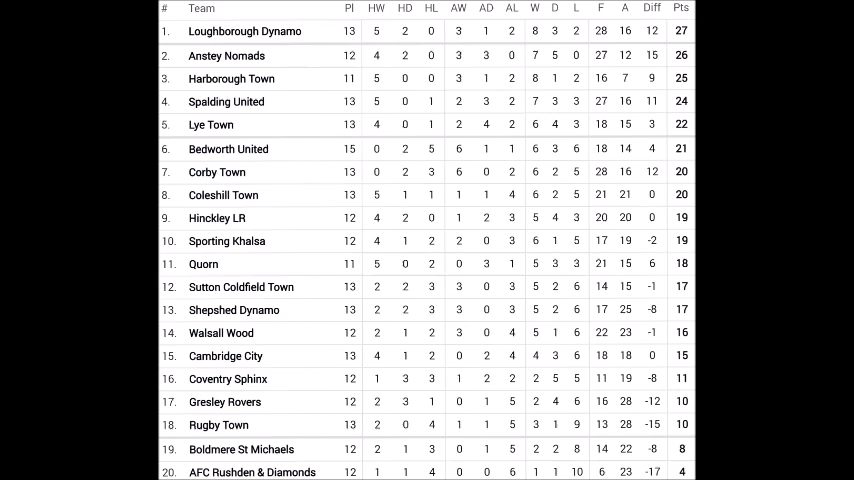 # Team Pl HW HD HL AW AD AL W D L F A Diff Pts
1. Loughborough Dynamo 13 5 2 0 3 1 2 8 3 2 28 16 12 27
2. Anstey Nomads 12 4 2 0 3 3 0 7 5 0 27 12 15 26
3. Harborough Town 11 5 0 0 3 1 2 8 1 2 16 7 9 25
4. Spalding United 13 5 0 1 2 3 2 7 3 3 27 16 11 24
5. Lye Town 13 4 0 1 2 4 2 6 4 3 18 15 3 22
6. Bedworth United 15 0 2 5 6 1 1 6 3 6 18 14 4 21
7. Corby Town 13 0 2 3 6 0 2 6 2 5 28 16 12 20
8. Coleshill Town 13 5 1 1 1 1 4 6 2 5 21 21 0 20
9. Hinckley LR 12 4 2 0 1 2 3 5 4 3 20 20 0 19
10. Sporting Khalsa 12 4 1 2 2 0 3 6 1 5 17 19 -2 19
11. Quorn 11 5 0 2 0 3 1 5 3 3 21 15 6 18
12. Sutton Coldfield Town 13 2 2 3 3 0 3 5 2 6 14 15 -1 17
13. Shepshed Dynamo 13 2 2 3 3 0 3 5 2 6 17 25 -8 17
14. Walsall Wood 12 2 1 2 3 0 4 5 1 6 22 23 -1 16
15. Cambridge City 13 4 1 2 0 2 4 4 3 6 18 18 0 15
16. Coventry Sphinx 12 1 3 3 1 2 2 2 5 5 11 19 -8 11
17. Gresley Rovers 12 2 3 1 0 1 5 2 4 6 16 28 -12 10
18. Rugby Town 13 2 0 4 1 1 5 3 1 9 13 28 -15 10
19. Boldmere St Michaels 12 2 1 3 0 1 5 2 2 8 14 22 -8 8
20. AFC Rushden & Diamonds 12 1 1 4 0 0 6 1 1 10 6 23 -17 4